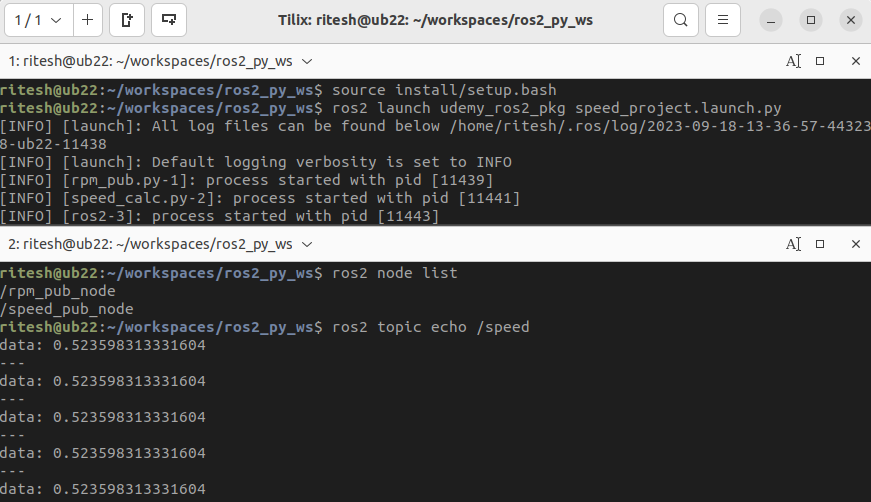 1 / 1
Tilix: ritesh@ub22: ~/workspaces/ros2_py_ws
1: ritesh@ub22: ~/workspaces/ros2_py_ws
ritesh@ub22:~/workspaces/ros2_py_ws$ source install/setup.bash
ritesh@ub22:~/workspaces/ros2_py_ws$ ros2 launch udemy_ros2_pkg speed_project.launch.py
[INFO] [launch]: All log files can be found below /home/ritesh/.ros/log/2023-09-18-13-36-57-44323
8-ub22-11438
[INFO] [launch]: Default logging verbosity is set to INFO
[INFO] [rpm_pub.py-1]: process started with pid [11439]
[INFO] [speed_calc.py-2]: process started with pid [11441]
[INFO] [ros2-3]: process started with pid [11443]
2: ritesh@ub22: ~/workspaces/ros2_py_ws
ritesh@ub22:~/workspaces/ros2_py_ws$ ros2 node list
/rpm_pub_node
/speed_pub_node
ritesh@ub22:~/workspaces/ros2_py_ws$ ros2 topic echo /speed
data: 0.523598313331604
---
data: 0.523598313331604
---
data: 0.523598313331604
---
data: 0.523598313331604
---
data: 0.523598313331604